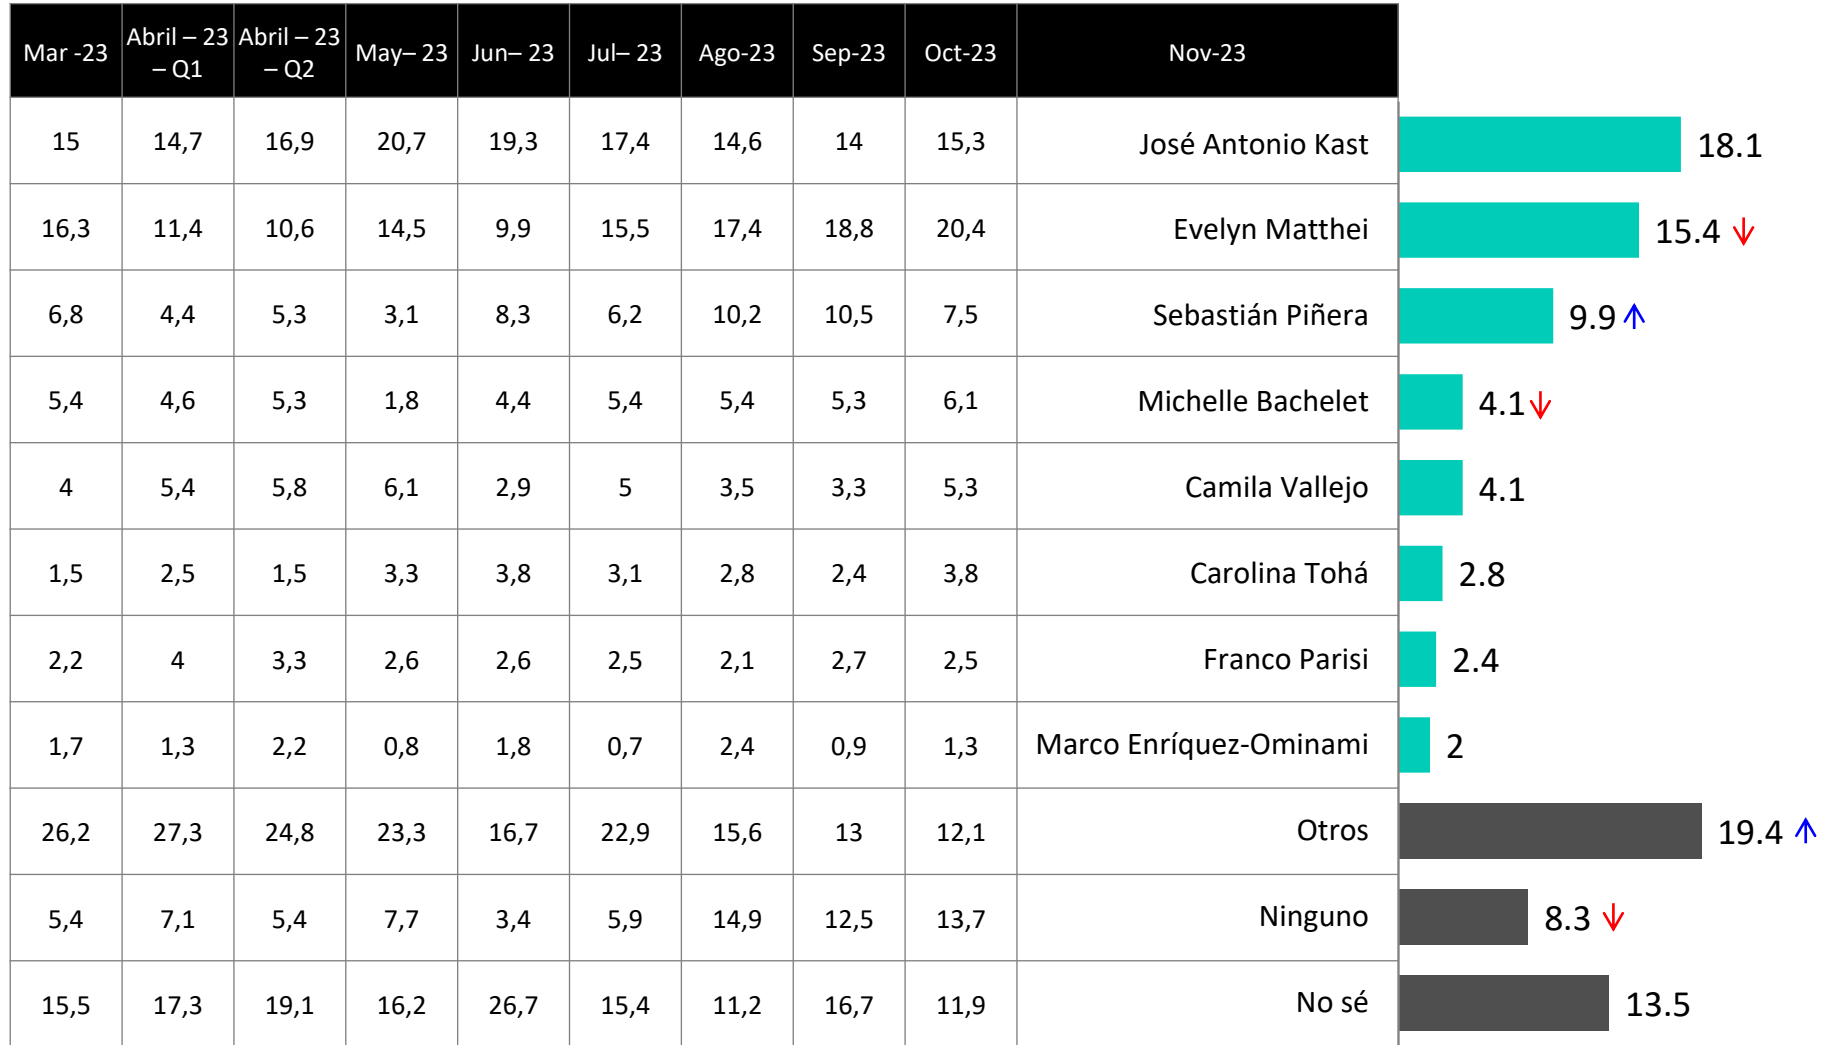 Mar -23 Abril – 23 – Q1 Abril – 23 – Q2 May– 23 Jun– 23 Jul– 23 Ago-23 Sep-23 Oct-23 Nov-23
15 14,7 16,9 20,7 19,3 17,4 14,6 14 15,3 José Antonio Kast 18.1
16,3 11,4 10,6 14,5 9,9 15,5 17,4 18,8 20,4 Evelyn Matthei 15.4 ↓
6,8 4,4 5,3 3,1 8,3 6,2 10,2 10,5 7,5 Sebastián Piñera 9.9 ↑
5,4 4,6 5,3 1,8 4,4 5,4 5,4 5,3 6,1 Michelle Bachelet 4.1 ↓
4 5,4 5,8 6,1 2,9 5 3,5 3,3 5,3 Camila Vallejo 4.1
1,5 2,5 1,5 3,3 3,8 3,1 2,8 2,4 3,8 Carolina Tohá 2.8
2,2 4 3,3 2,6 2,6 2,5 2,1 2,7 2,5 Franco Parisi 2.4
1,7 1,3 2,2 0,8 1,8 0,7 2,4 0,9 1,3 Marco Enríquez-Ominami 2
26,2 27,3 24,8 23,3 16,7 22,9 15,6 13 12,1 Otros 19.4 ↑
5,4 7,1 5,4 7,7 3,4 5,9 14,9 12,5 13,7 Ninguno 8.3 ↓
15,5 17,3 19,1 16,2 26,7 15,4 11,2 16,7 11,9 No sé 13.5